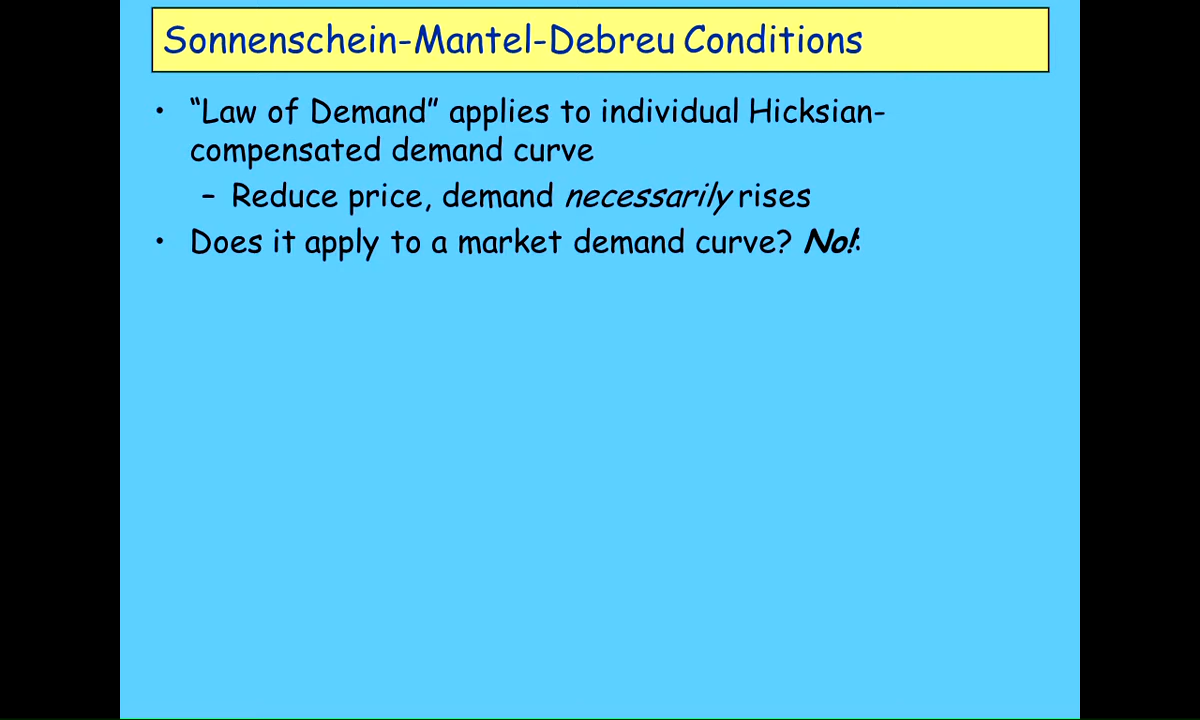 Sonnenschein-Mantel-Debreu Conditions
• “Law of Demand” applies to individual Hicksian-
compensated demand curve
– Reduce price, demand necessarily rises
• Does it apply to a market demand curve? No!: